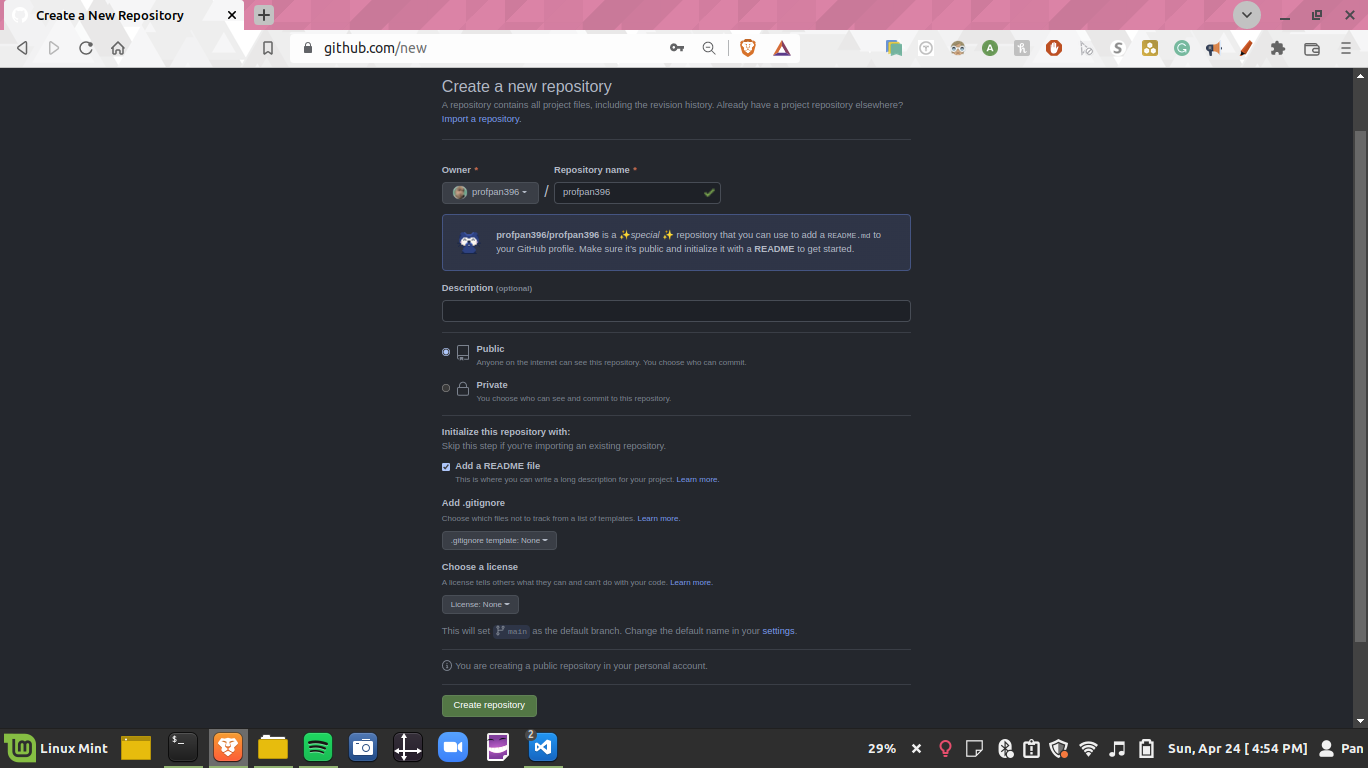 Create a New Repository
github.com/new
Create a new repository
A repository contains all project files, including the revision history. Already have a project repository elsewhere?
Import a repository.
Owner * Repository name *
profpan396 / profpan396
profpan396/profpan396 is a ✨special ✨ repository that you can use to add a README.md to
your GitHub profile. Make sure it's public and initialize it with a README to get started.
Description (optional)
Public
Anyone on the internet can see this repository. You choose who can commit.
Private
You choose who can see and commit to this repository.
Initialize this repository with:
Skip this step if you're importing an existing repository.
Add a README file
This is where you can write a long description for your project. Learn more.
Add .gitignore
Choose which files not to track from a list of templates. Learn more.
.gitignore template: None
Choose a license
A license tells others what they can and can't do with your code. Learn more.
License: None
This will set main as the default branch. Change the default name in your settings.
You are creating a public repository in your personal account.
Create repository
Linux Mint $_ 2 29% Sun, Apr 24 [ 4:54 PM] Pan